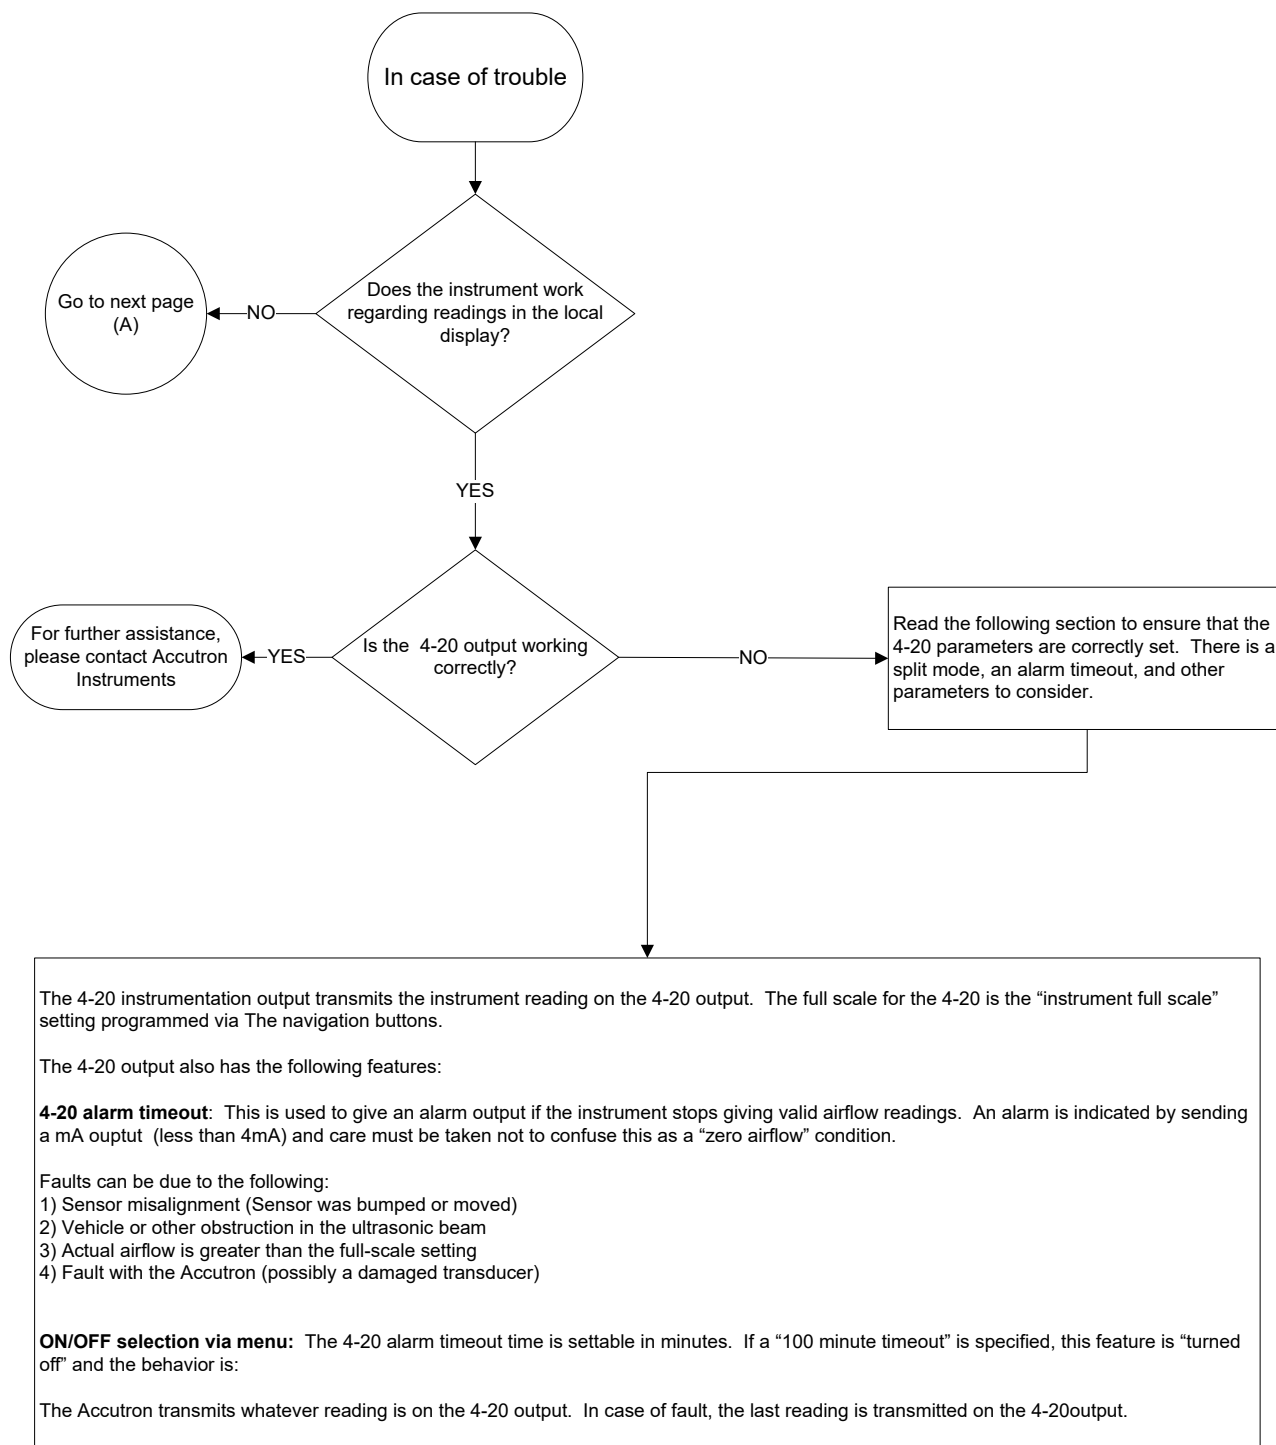 In case of trouble
Does the instrument work
regarding readings in the local
display?
NO
Go to next page
(A)
YES
Is the  4-20 output working
correctly?
YES
For further assistance,
please contact Accutron
Instruments
NO
Read the following section to ensure that the
4-20 parameters are correctly set.  There is a
split mode, an alarm timeout, and other
parameters to consider.
The 4-20 instrumentation output transmits the instrument reading on the 4-20 output.  The full scale for the 4-20 is the “instrument full scale”
setting programmed via The navigation buttons.
The 4-20 output also has the following features:
4-20 alarm timeout:  This is used to give an alarm output if the instrument stops giving valid airflow readings.  An alarm is indicated by sending
a mA ouptut  (less than 4mA) and care must be taken not to confuse this as a “zero airflow” condition.
Faults can be due to the following:
1) Sensor misalignment (Sensor was bumped or moved)
2) Vehicle or other obstruction in the ultrasonic beam
3) Actual airflow is greater than the full-scale setting
4) Fault with the Accutron (possibly a damaged transducer)
ON/OFF selection via menu:  The 4-20 alarm timeout time is settable in minutes.  If a “100 minute timeout” is specified, this feature is “turned
off” and the behavior is:
The Accutron transmits whatever reading is on the 4-20 output.  In case of fault, the last reading is transmitted on the 4-20output.